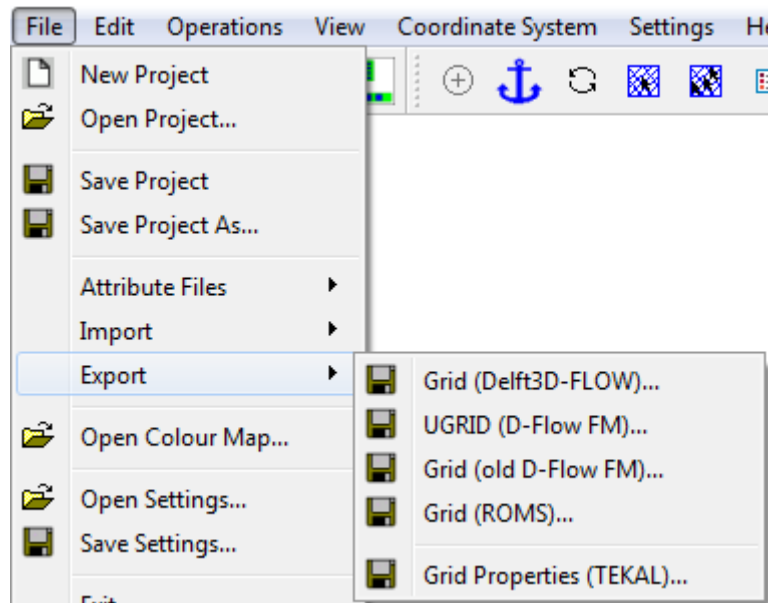 File Edit Operations View Coordinate System Settings
New Project
Open Project...
Save Project
Save Project As...
Attribute Files
Import
Export
Grid (Delft3D-FLOW)...
UGRID (D-Flow FM)...
Open Colour Map...
Grid (old D-Flow FM)...
Open Settings...
Grid (ROMS)...
Save Settings...
Grid Properties (TEKAL)...
Exit